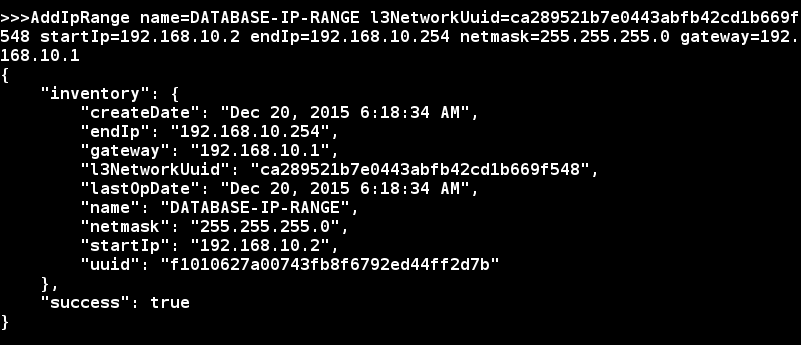 >>>AddIpRange name=DATABASE-IP-RANGE l3NetworkUuid=ca289521b7e0443abfb42cd1b669f
548 startIp=192.168.10.2 endIp=192.168.10.254 netmask=255.255.255.0 gateway=192.
168.10.1
{
    "inventory": {
        "createDate": "Dec 20, 2015 6:18:34 AM",
        "endIp": "192.168.10.254",
        "gateway": "192.168.10.1",
        "l3NetworkUuid": "ca289521b7e0443abfb42cd1b669f548",
        "lastOpDate": "Dec 20, 2015 6:18:34 AM",
        "name": "DATABASE-IP-RANGE",
        "netmask": "255.255.255.0",
        "startIp": "192.168.10.2",
        "uuid": "f1010627a00743fb8f6792ed44ff2d7b"
    },
    "success": true
}